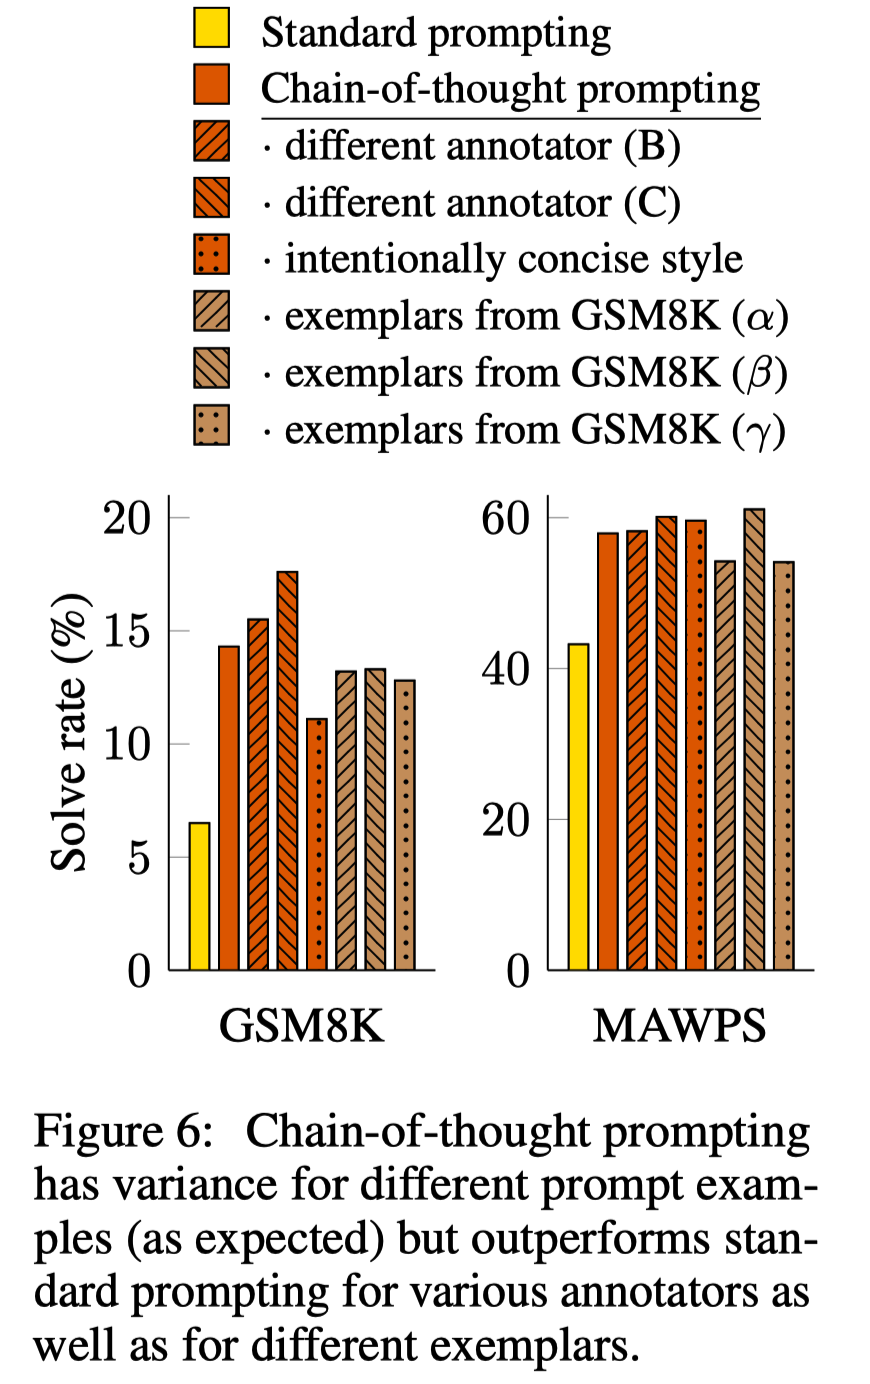 Standard prompting
Chain-of-thought prompting
· different annotator (B)
· different annotator (C)
· intentionally concise style
· exemplars from GSM8K (α)
· exemplars from GSM8K (β)
· exemplars from GSM8K (γ)
Solve rate (%)
20
15
10
5
0
GSM8K
60
40
20
0
MAWPS
Figure 6: Chain-of-thought prompting
has variance for different prompt exam-
ples (as expected) but outperforms stan-
dard prompting for various annotators as
well as for different exemplars.